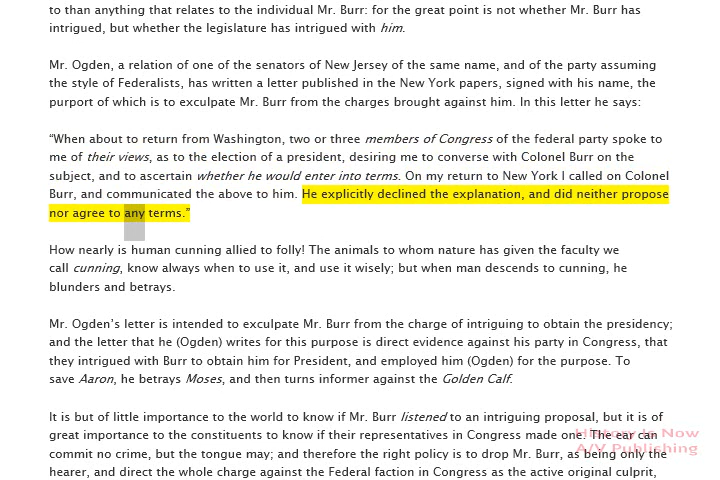 to than anything that relates to the individual Mr. Burr: for the great point is not whether Mr. Burr has
intrigued, but whether the legislature has intrigued with him.
Mr. Ogden, a relation of one of the senators of New Jersey of the same name, and of the party assuming
the style of Federalists, has written a letter published in the New York papers, signed with his name, the
purport of which is to exculpate Mr. Burr from the charges brought against him. In this letter he says:
“When about to return from Washington, two or three members of Congress of the federal party spoke to
me of their views, as to the election of a president, desiring me to converse with Colonel Burr on the
subject, and to ascertain whether he would enter into terms. On my return to New York I called on Colonel
Burr, and communicated the above to him. He explicitly declined the explanation, and did neither propose
nor agree to any terms.”
How nearly is human cunning allied to folly! The animals to whom nature has given the faculty we
call cunning, know always when to use it, and use it wisely; but when man descends to cunning, he
blunders and betrays.
Mr. Ogden’s letter is intended to exculpate Mr. Burr from the charge of intriguing to obtain the presidency;
and the letter that he (Ogden) writes for this purpose is direct evidence against his party in Congress, that
they intrigued with Burr to obtain him for President, and employed him (Ogden) for the purpose. To
save Aaron, he betrays Moses, and then turns informer against the Golden Calf.
It is but of little importance to the world to know if Mr. Burr listened to an intriguing proposal, but it is of
great importance to the constituents to know if their representatives in Congress made one. The ear can
commit no crime, but the tongue may; and therefore the right policy is to drop Mr. Burr, as being only the
hearer, and direct the whole charge against the Federal faction in Congress as the active original culprit,
History Is Now
A/V Publishing